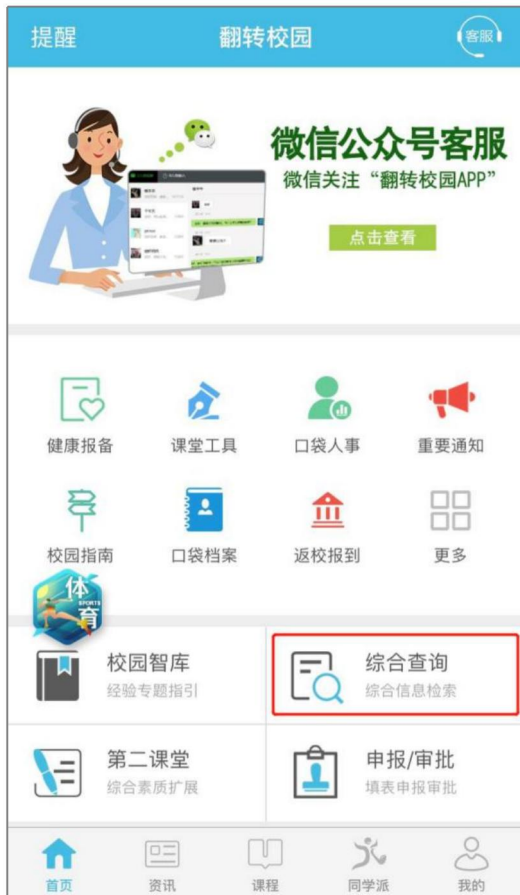 提醒
翻转校园
客服
微信公众号客服
微信关注“翻转校园APP”
点击查看
健康报备
课堂工具
口袋人事
重要通知
校园指南
口袋档案
返校报到
更多
体
SPORTS
育
校园智库
经验专题指引
综合查询
综合信息检索
第二课堂
综合素质扩展
申报/审批
填表申报审批
首页
资讯
课程
同学派
我的